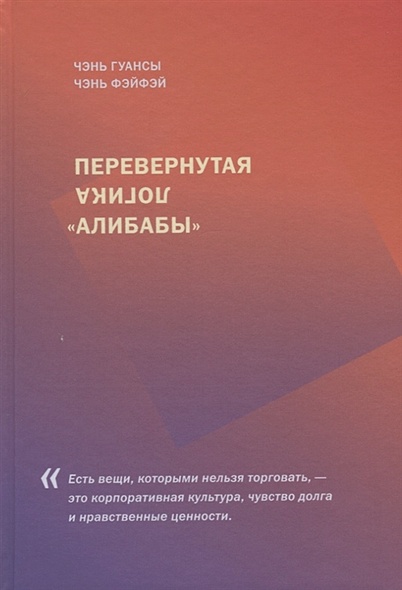 ЧЭНЬ ГУАНСЫ
ЧЭНЬ ФЭЙФЭЙ
ПЕРЕВЕРНУТАЯ
ЛОГИКА
«АЛИБАБЫ»
« Есть вещи, которыми нельзя торговать, —
это корпоративная культура, чувство долга
и нравственные ценности.